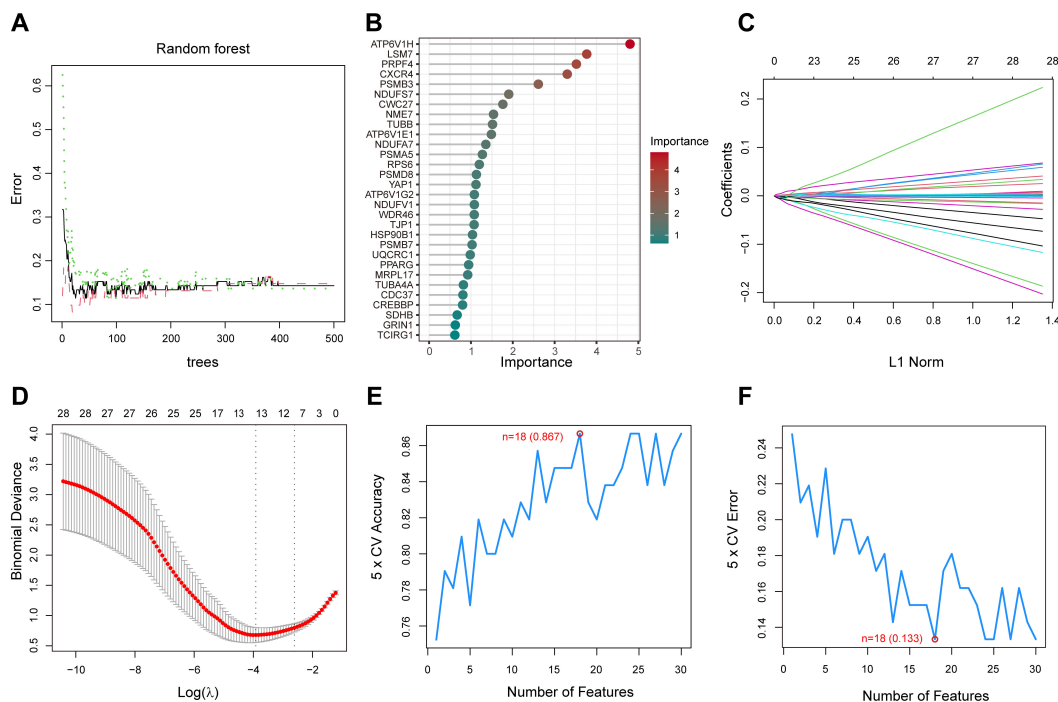 A
Random forest
Error
0.6
0.5
0.4
0.3
0.2
0.1
0 100 200 300 400 500
trees
B
ATP6V1H
LSM7
PRPF4
CXCR4
PSMB3
NDUFS7
CWC27
NME7
TUBB
ATP6V1E1
NDUFA7
PSMA5
RPS6
PSMD8
YAP1
ATP6V1G2
NDUFV1
WDR46
TJP1
HSP90B1
PSMB7
UQCRC1
PPARG
MRPL17
TUBA4A
CDC37
CREBBP
SDHB
GRIN1
TCIRG1
0 1 2 3 4 5
Importance
Importance
4
3
2
1
C
0 23 25 27 27 28 28
Coefficients
0.2
0.1
0.0
-0.1
-0.2
0.0 0.2 0.4 0.6 0.8 1.0 1.2 1.4
L1 Norm
D
28 28 27 27 26 25 25 17 13 13 12 7 3 0
Binomial Deviance
4.0
3.5
3.0
2.5
2.0
1.5
1.0
0.5
−10 −8 −6 −4 −2
Log(λ)
E
5 x CV Accuracy
0.86
0.84
0.82
0.80
0.78
0.76
n=18 (0.867)
0 5 10 15 20 25 30
Number of Features
F
5 x CV Error
0.24
0.22
0.20
0.18
0.16
0.14
n=18 (0.133)
0 5 10 15 20 25 30
Number of Features